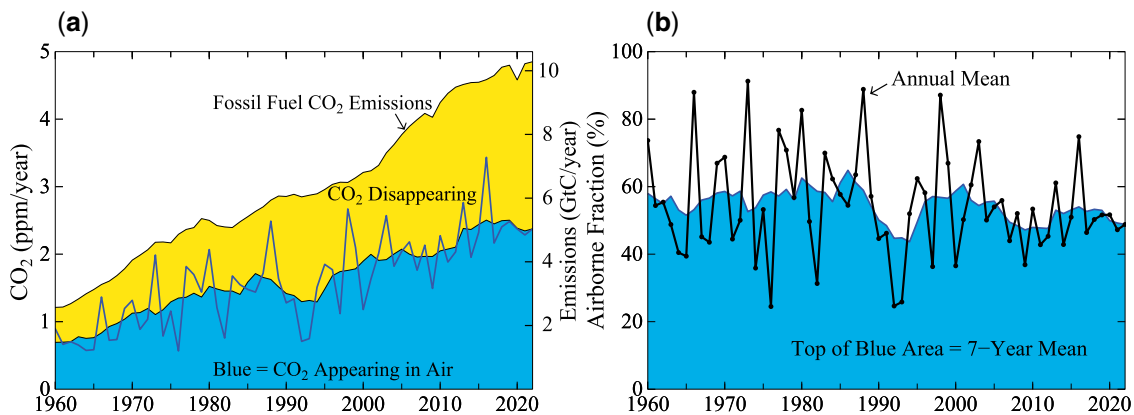 (a)
CO2 (ppm/year)
5
4
3
2
1
0
Fossil Fuel CO2 Emissions
CO2 Disappearing
Blue = CO2 Appearing in Air
10
8
6
4
2
Emissions (GtC/year)
1960 1970 1980 1990 2000 2010 2020
(b)
Airborne Fraction (%)
100
80
60
40
20
0
Annual Mean
Top of Blue Area = 7−Year Mean
1960 1970 1980 1990 2000 2010 2020